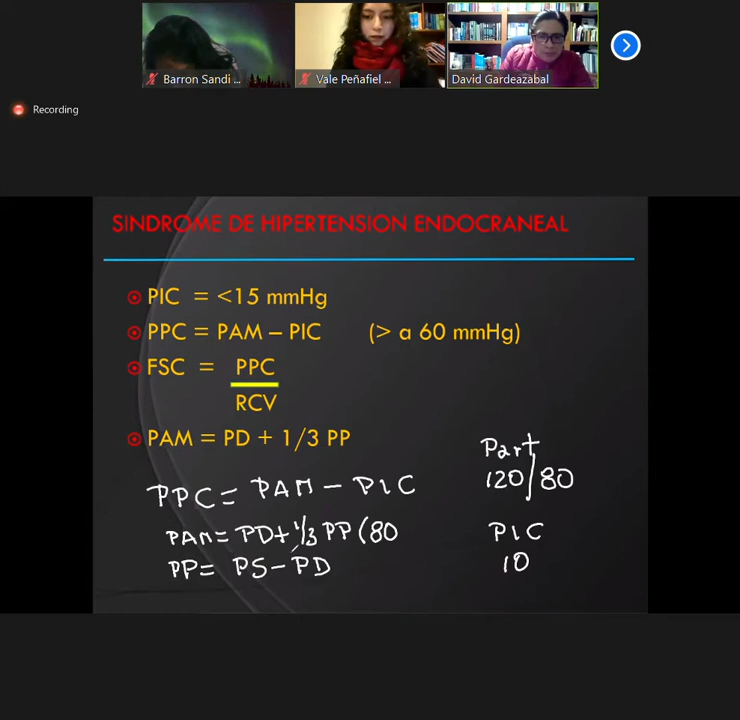 Barron Sandi ...
Vale Peñafiel ...
David Gardeazabal
Recording
SINDROME DE HIPERTENSION ENDOCRANEAL
PIC = <15 mmHg
PPC = PAM – PIC (> a 60 mmHg)
FSC = PPC
RCV
PAM = PD + 1/3 PP
Part
120/80
PPC = PAM – PIC
PAM = PD + 1/3 PP (80
PIC
PP = PS – PD
10